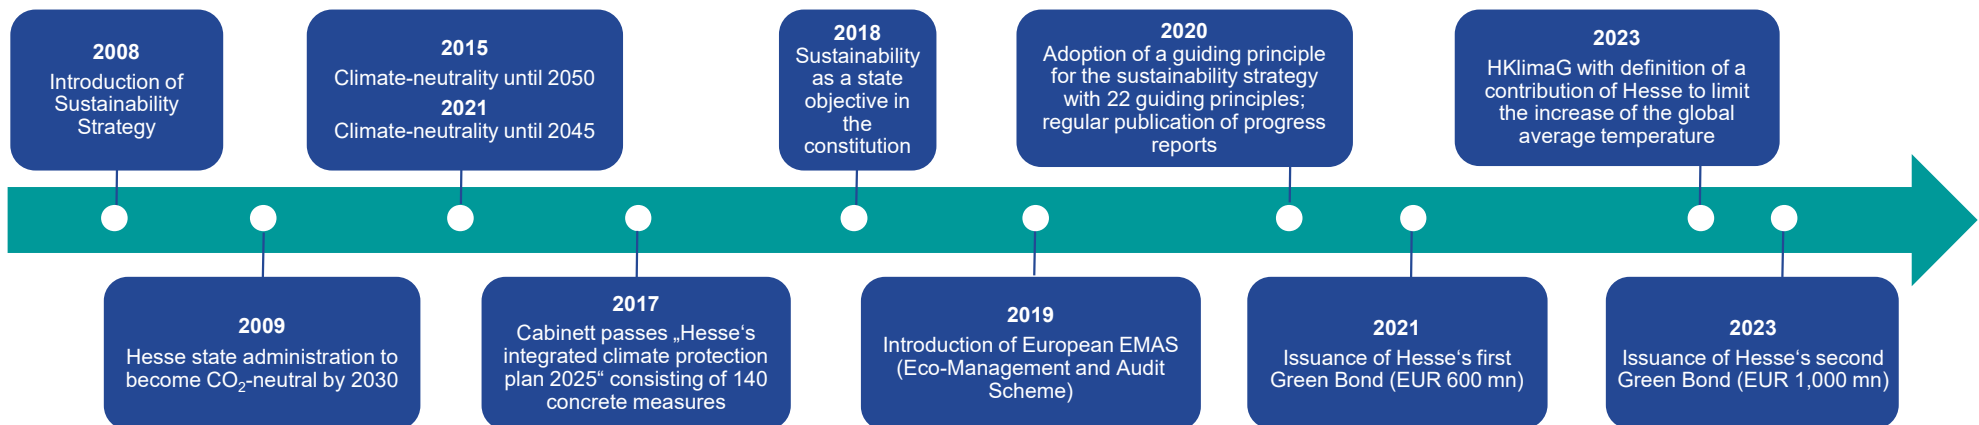 2008
Introduction of
Sustainability
Strategy
2015
Climate-neutrality until 2050
2021
Climate-neutrality until 2045
2018
Sustainability
as a state
objective in
the
constitution
2020
Adoption of a guiding principle
for the sustainability strategy
with 22 guiding principles;
regular publication of progress
reports
2023
HKlimaG with definition of a
contribution of Hesse to limit
the increase of the global
average temperature
2009
Hesse state administration to
become CO₂-neutral by 2030
2017
Cabinett passes „Hesse‘s
integrated climate protection
plan 2025“ consisting of 140
concrete measures
2019
Introduction of European EMAS
(Eco-Management and Audit
Scheme)
2021
Issuance of Hesse‘s first
Green Bond (EUR 600 mn)
2023
Issuance of Hesse‘s second
Green Bond (EUR 1,000 mn)